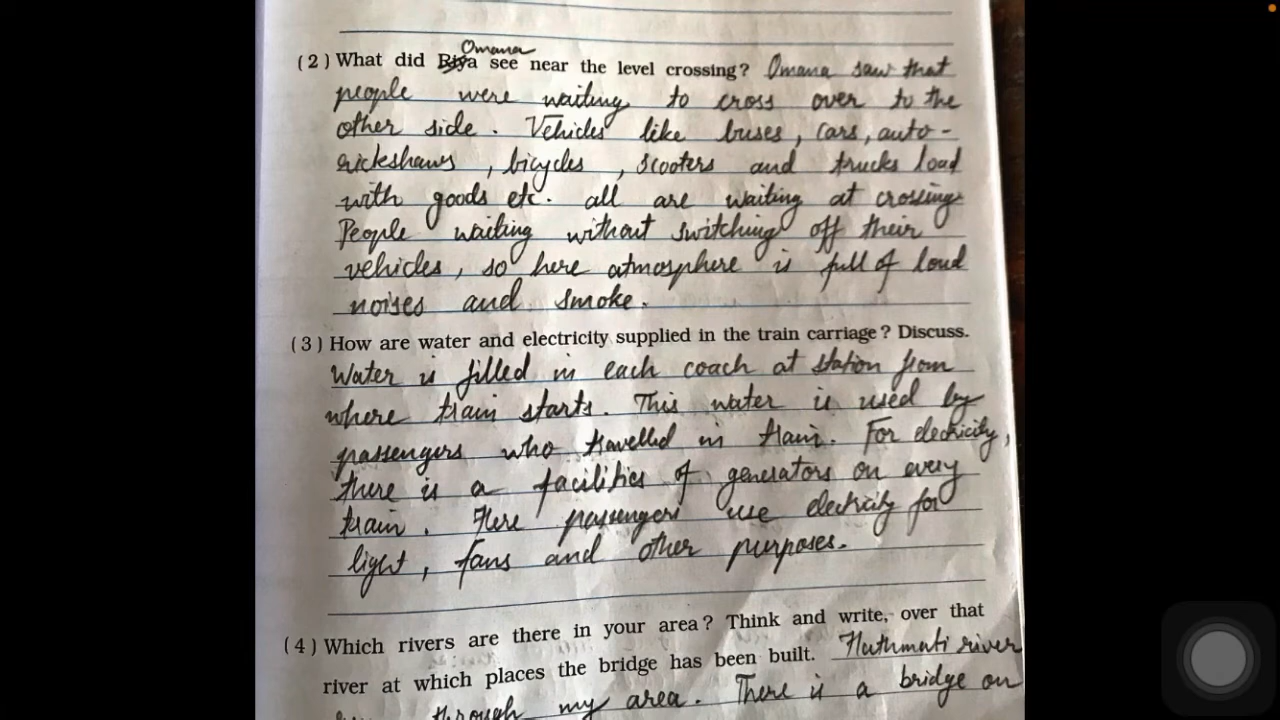 Omana
(2) What did Riya see near the level crossing? Omana saw that
people were waiting to cross over to the
other side. Vehicles like buses, cars, auto-
rickshaws, bicycles, scooters and trucks load
with goods etc. all are waiting at crossing.
People waiting without switching off their
vehicles, so here atmosphere is full of loud
noises and smoke.
(3) How are water and electricity supplied in the train carriage? Discuss.
Water is filled in each coach at station from
where train starts. This water is used by
passengers who travelled in train. For electricity,
there is a facilities of generators on every
train. Here passengers use electricity for
light, fans and other purposes.
(4) Which rivers are there in your area? Think and write, over that
river at which places the bridge has been built. Hathmati river
through my area. There is a bridge on